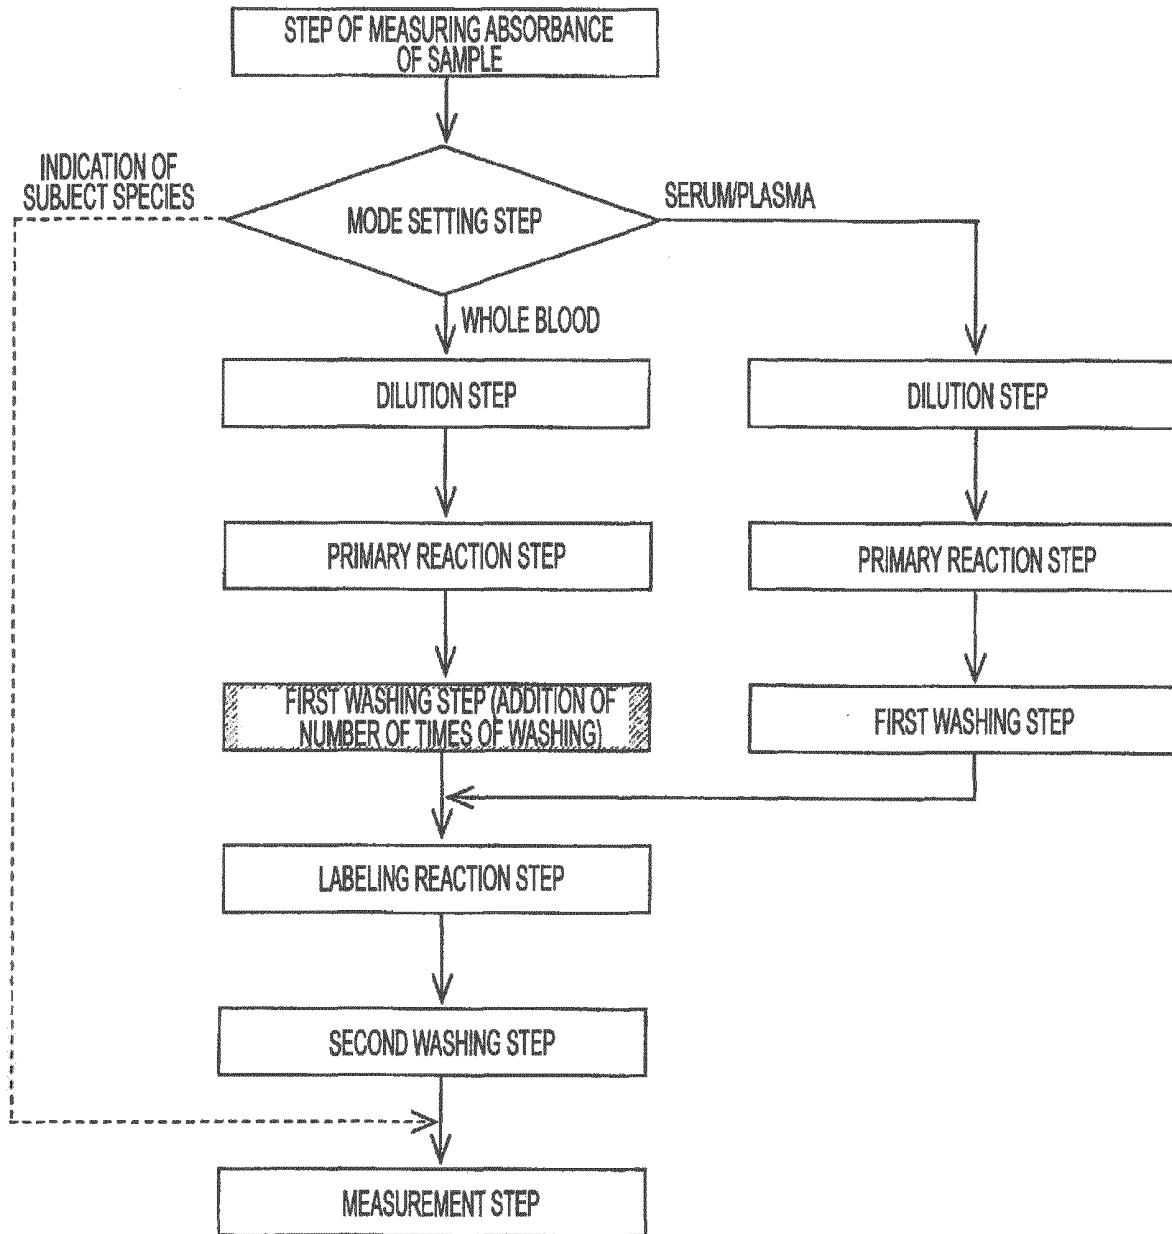 STEP OF MEASURING ABSORBANCE
OF SAMPLE
INDICATION OF
SUBJECT SPECIES
MODE SETTING STEP
SERUM/PLASMA
WHOLE BLOOD
DILUTION STEP
DILUTION STEP
PRIMARY REACTION STEP
PRIMARY REACTION STEP
FIRST WASHING STEP (ADDITION OF
NUMBER OF TIMES OF WASHING)
FIRST WASHING STEP
LABELING REACTION STEP
SECOND WASHING STEP
MEASUREMENT STEP